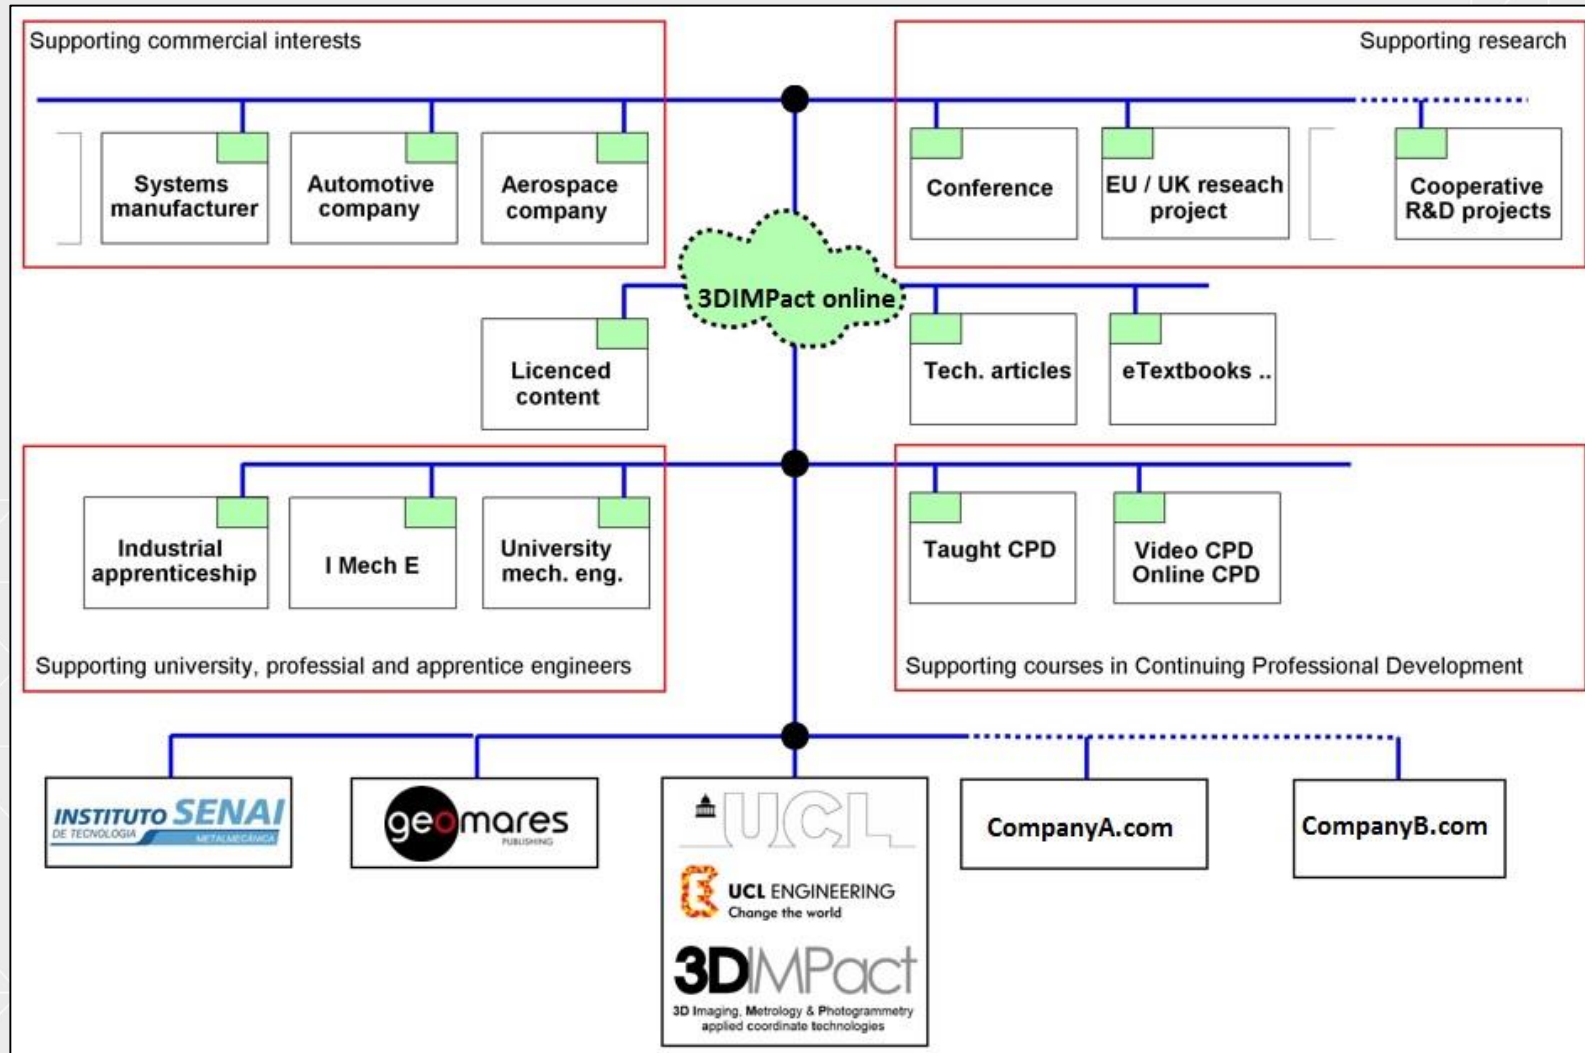 Supporting commercial interests
Supporting research
Systems
manufacturer
Automotive
company
Aerospace
company
Conference
EU / UK reseach
project
Cooperative
R&D projects
3DIMPact online
Licenced
content
Tech. articles
eTextbooks ..
Industrial
apprenticeship
I Mech E
University
mech. eng.
Taught CPD
Video CPD
Online CPD
Supporting university, professial and apprentice engineers
Supporting courses in Continuing Professional Development
INSTITUTO SENAI
DE TECNOLOGIA
METALMECÂNICA
geomares
PUBLISHING
UCL
UCL ENGINEERING
Change the world
3DIMPact
3D Imaging, Metrology & Photogrammetry
applied coordinate technologies
CompanyA.com
CompanyB.com